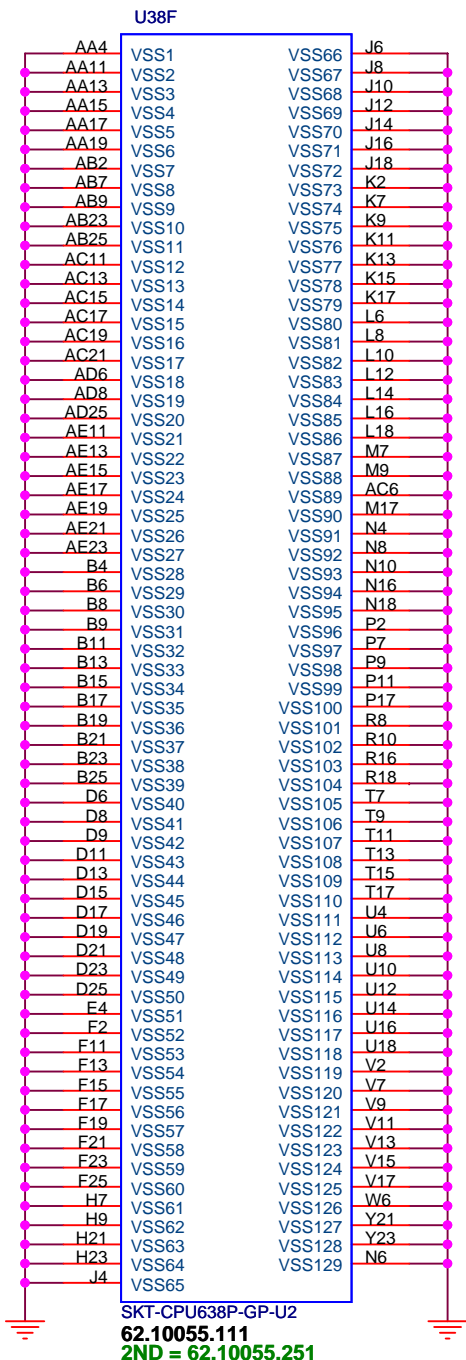 U38F
AA4 VSS1 VSS66 J6
AA11 VSS2 VSS67 J8
AA13 VSS3 VSS68 J10
AA15 VSS4 VSS69 J12
AA17 VSS5 VSS70 J14
AA19 VSS6 VSS71 J16
AB2 VSS7 VSS72 J18
AB7 VSS8 VSS73 K2
AB9 VSS9 VSS74 K7
AB23 VSS10 VSS75 K9
AB25 VSS11 VSS76 K11
AC11 VSS12 VSS77 K13
AC13 VSS13 VSS78 K15
AC15 VSS14 VSS79 K17
AC17 VSS15 VSS80 L6
AC19 VSS16 VSS81 L8
AC21 VSS17 VSS82 L10
AD6 VSS18 VSS83 L12
AD8 VSS19 VSS84 L14
AD25 VSS20 VSS85 L16
AE11 VSS21 VSS86 L18
AE13 VSS22 VSS87 M7
AE15 VSS23 VSS88 M9
AE17 VSS24 VSS89 AC6
AE19 VSS25 VSS90 M17
AE21 VSS26 VSS91 N4
AE23 VSS27 VSS92 N8
B4 VSS28 VSS93 N10
B6 VSS29 VSS94 N16
B8 VSS30 VSS95 N18
B9 VSS31 VSS96 P2
B11 VSS32 VSS97 P7
B13 VSS33 VSS98 P9
B15 VSS34 VSS99 P11
B17 VSS35 VSS100 P17
B19 VSS36 VSS101 R8
B21 VSS37 VSS102 R10
B23 VSS38 VSS103 R16
B25 VSS39 VSS104 R18
D6 VSS40 VSS105 T7
D8 VSS41 VSS106 T9
D9 VSS42 VSS107 T11
D11 VSS43 VSS108 T13
D13 VSS44 VSS109 T15
D15 VSS45 VSS110 T17
D17 VSS46 VSS111 U4
D19 VSS47 VSS112 U6
D21 VSS48 VSS113 U8
D23 VSS49 VSS114 U10
D25 VSS50 VSS115 U12
E4 VSS51 VSS116 U14
F2 VSS52 VSS117 U16
F11 VSS53 VSS118 U18
F13 VSS54 VSS119 V2
F15 VSS55 VSS120 V7
F17 VSS56 VSS121 V9
F19 VSS57 VSS122 V11
F21 VSS58 VSS123 V13
F23 VSS59 VSS124 V15
F25 VSS60 VSS125 V17
H7 VSS61 VSS126 W6
H9 VSS62 VSS127 Y21
H21 VSS63 VSS128 Y23
H23 VSS64 VSS129 N6
J4 VSS65
SKT-CPU638P-GP-U2
62.10055.111
2ND = 62.10055.251